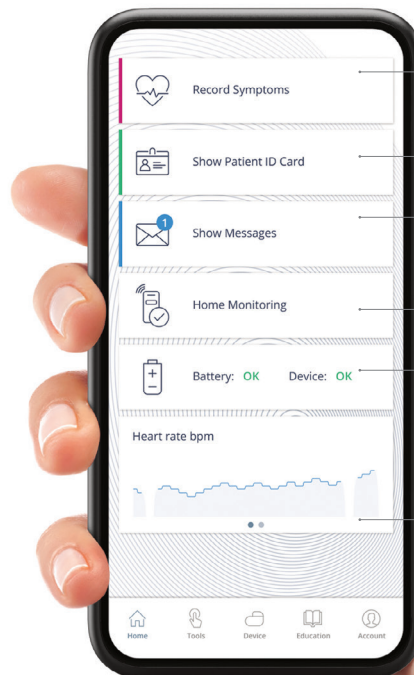 Record Symptoms
Show Patient ID Card
1
Show Messages
Home Monitoring
Battery: OK Device: OK
Heart rate bpm
Home Tools Device Education Account